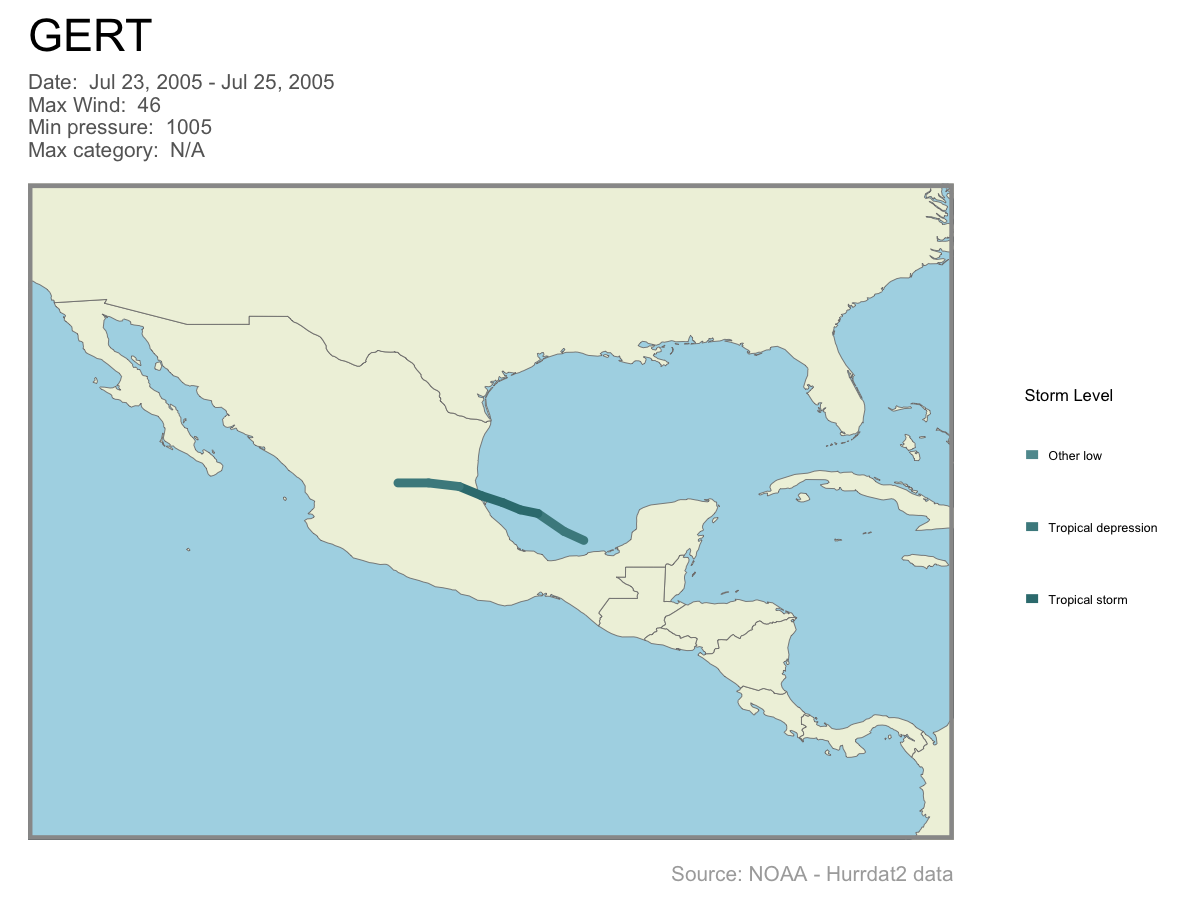 GERT
Date:  Jul 23, 2005 - Jul 25, 2005
Max Wind:  46
Min pressure:  1005
Max category:  N/A
Storm Level
Other low
Tropical depression
Tropical storm
Source: NOAA - Hurrdat2 data